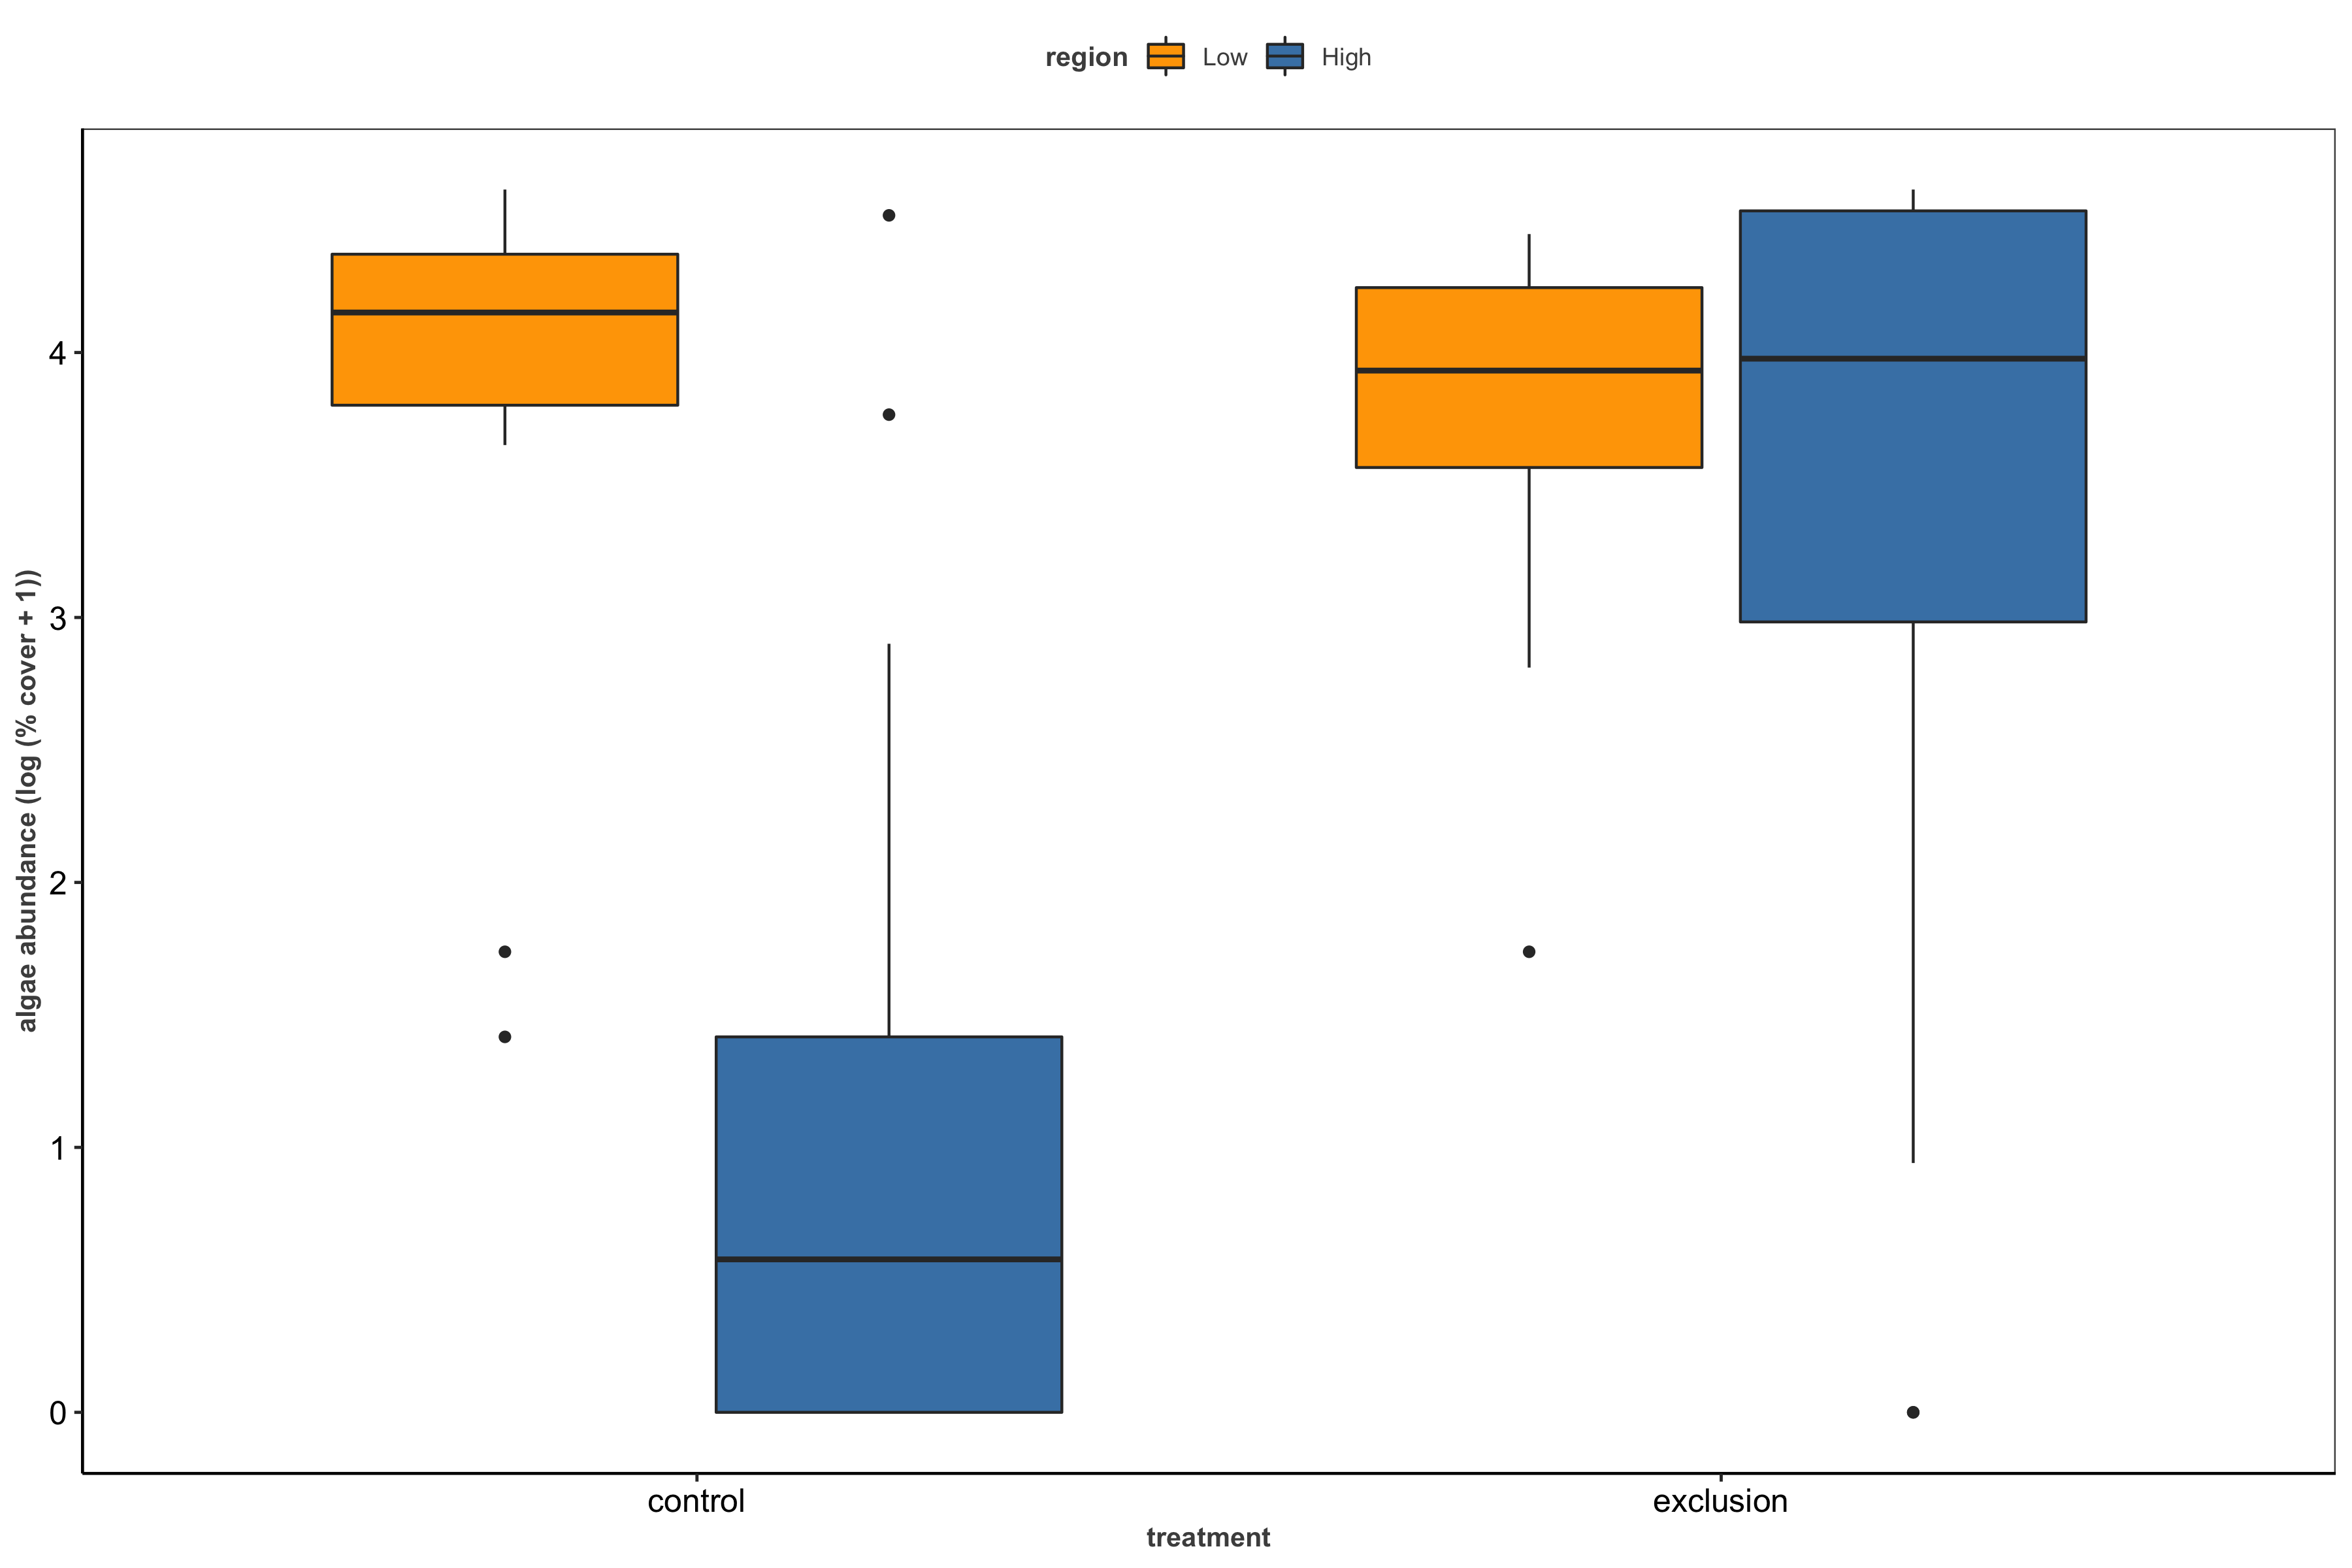 region Low High
algae abundance (log (% cover + 1))
4
3
2
1
0
control exclusion
treatment